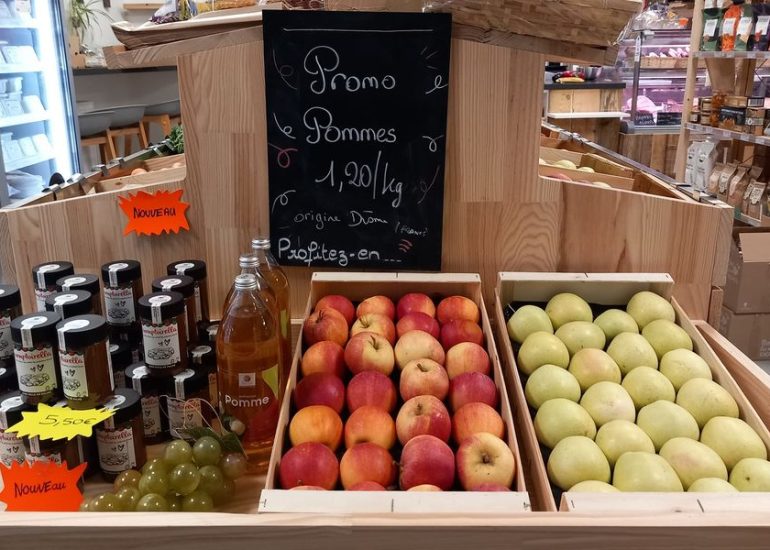 Promo
Pommes
1,20/kg
origine Drôme
Profitez-en...
NOUVEAU
Pomme
5,50€
NOUVEAU